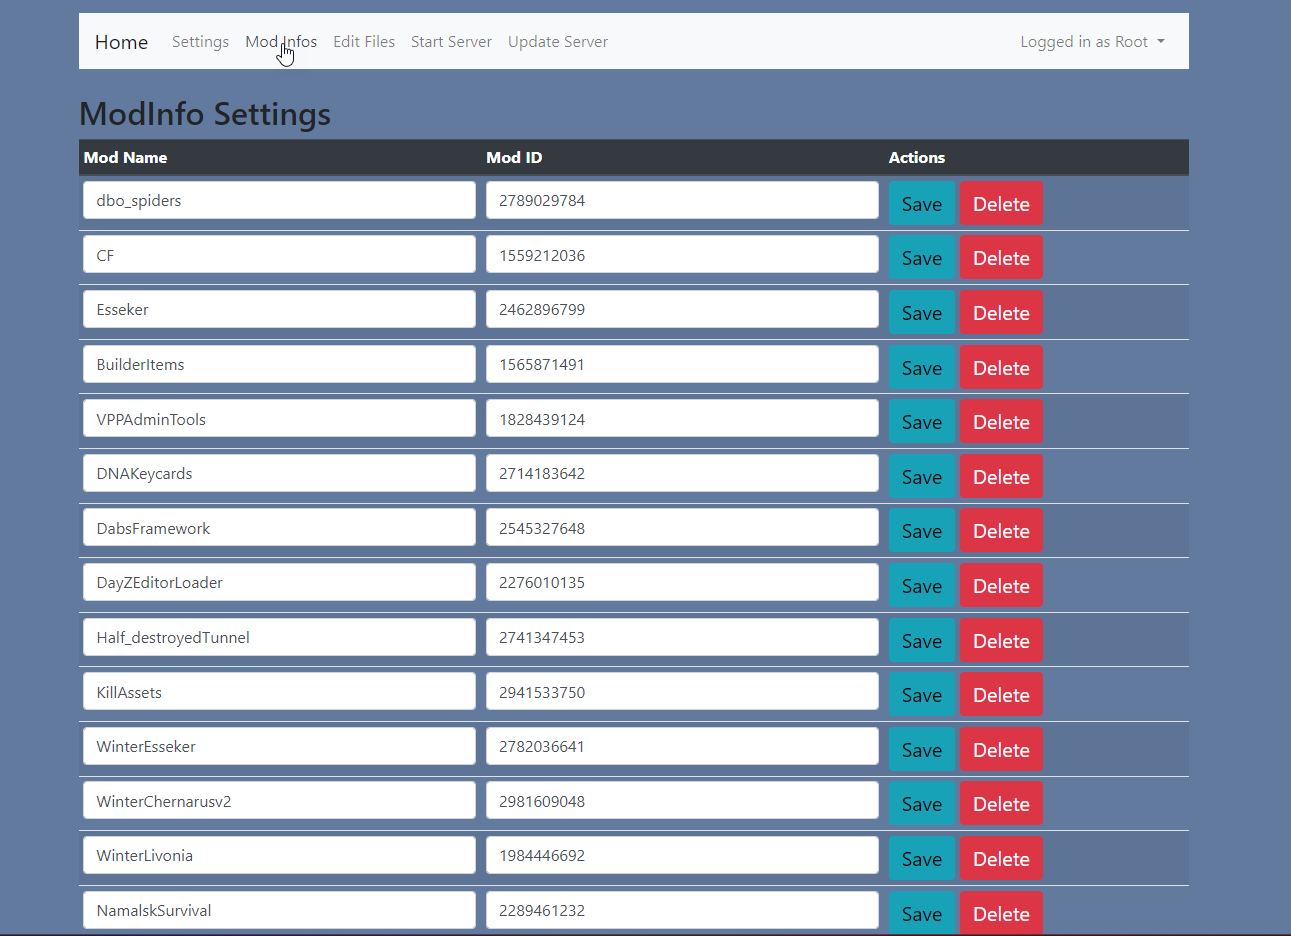 Home Settings Mod Infos Edit Files Start Server Update Server Logged in as Root
ModInfo Settings
Mod Name Mod ID Actions
dbo_spiders 2789029784 Save Delete
CF 1559212036 Save Delete
Esseker 2462896799 Save Delete
BuilderItems 1565871491 Save Delete
VPPAdminTools 1828439124 Save Delete
DNAKeycards 2714183642 Save Delete
DabsFramework 2545327648 Save Delete
DayZEditorLoader 2276010135 Save Delete
Half_destroyedTunnel 2741347453 Save Delete
KillAssets 2941533750 Save Delete
WinterEsseker 2782036641 Save Delete
WinterChernarusv2 2981609048 Save Delete
WinterLivonia 1984446692 Save Delete
NamalskSurvival 2289461232 Save Delete